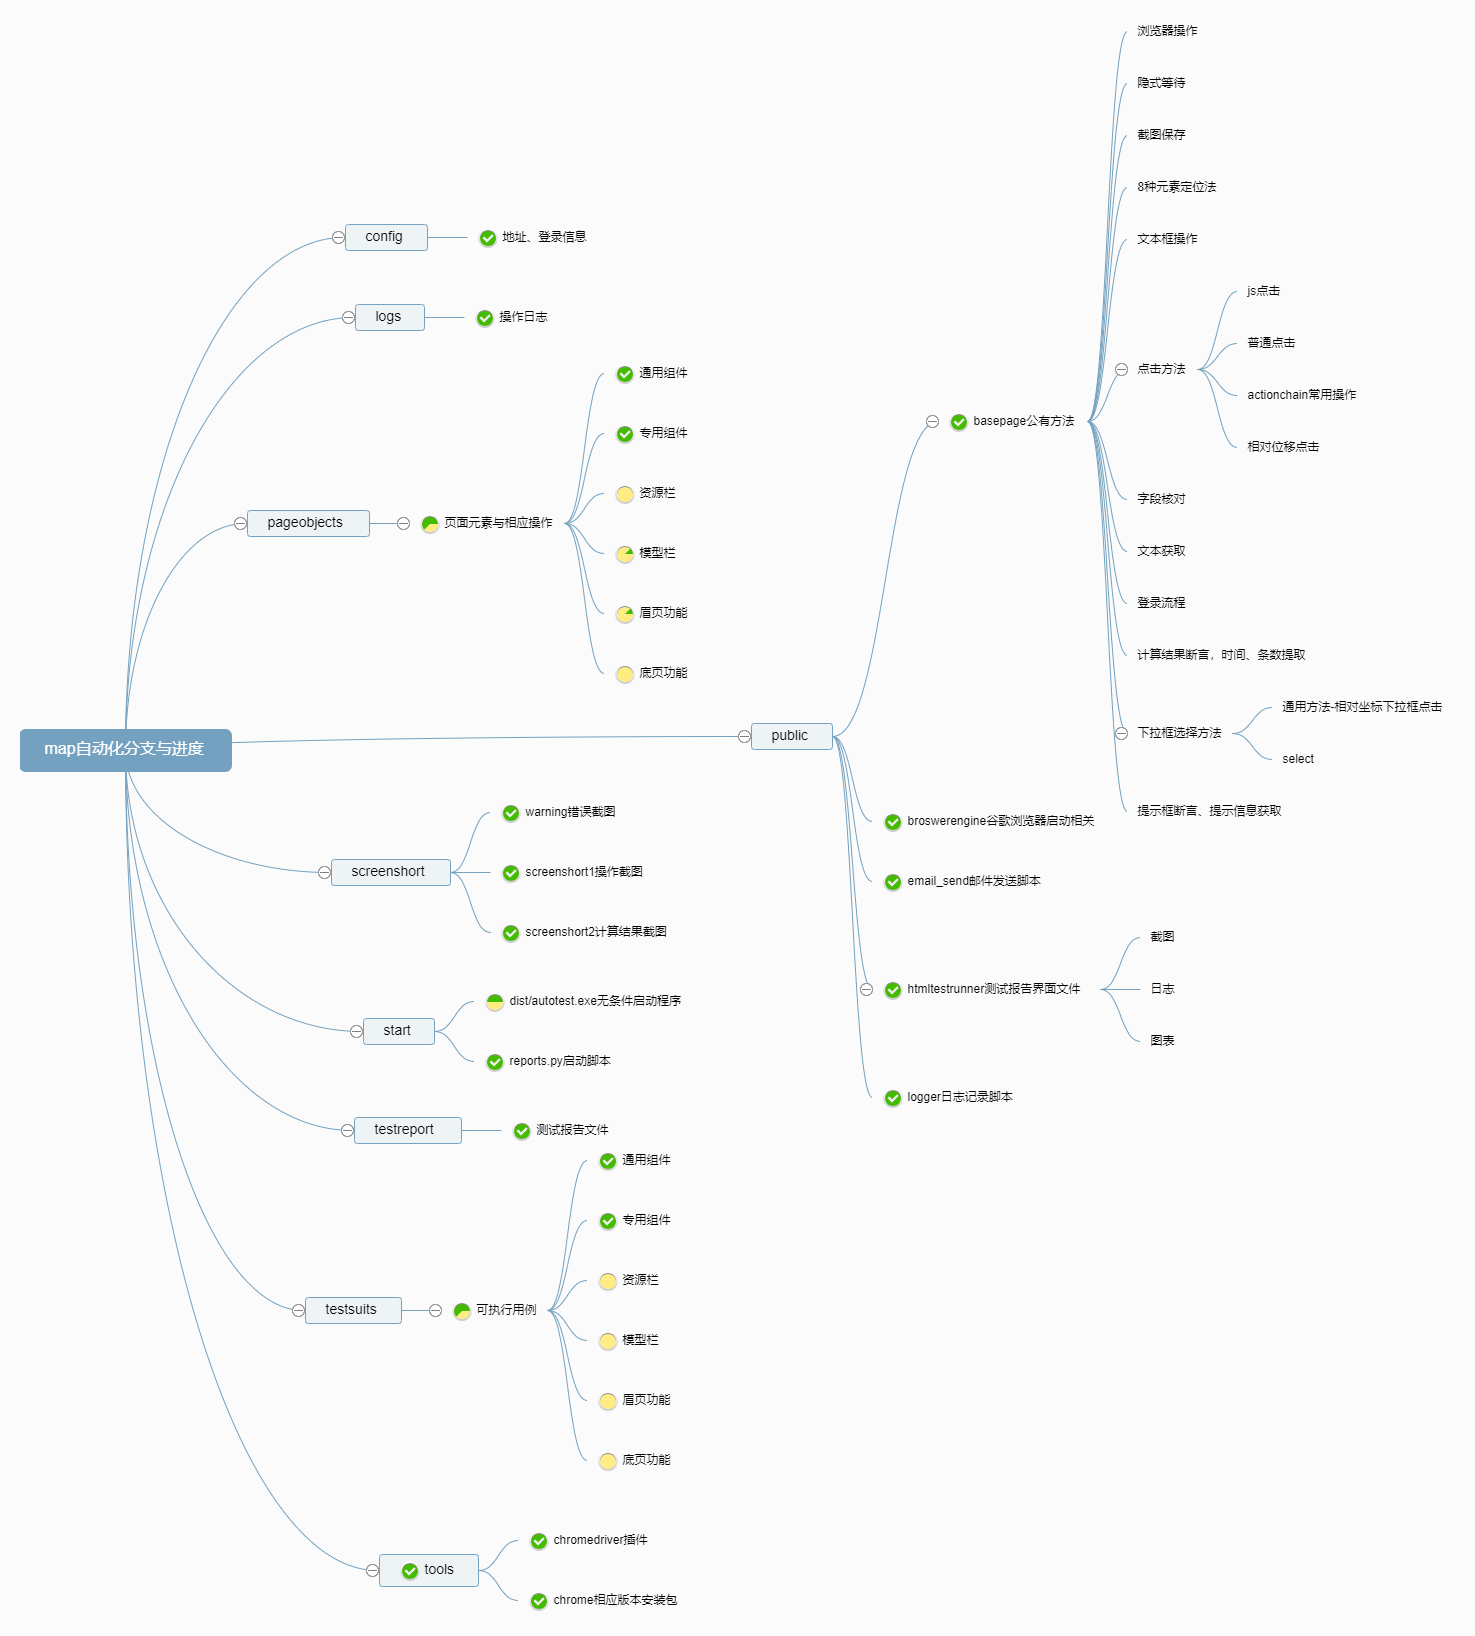 map自动化分支与进度
config
地址、登录信息
logs
操作日志
pageobjects
页面元素与相应操作
通用组件
专用组件
资源栏
模型栏
眉页功能
底页功能
public
basepage公有方法
浏览器操作
隐式等待
截图保存
8种元素定位法
文本框操作
点击方法
js点击
普通点击
actionchain常用操作
相对位移点击
字段核对
文本获取
登录流程
计算结果断言，时间、条数提取
下拉框选择方法
通用方法-相对坐标下拉框点击
select
提示框断言、提示信息获取
broswerengine谷歌浏览器启动相关
email_send邮件发送脚本
htmltestrunner测试报告界面文件
截图
日志
图表
logger日志记录脚本
screenshort
warning错误截图
screenshort1操作截图
screenshort2计算结果截图
start
dist/autotest.exe无条件启动程序
reports.py启动脚本
testreport
测试报告文件
testsuits
可执行用例
通用组件
专用组件
资源栏
模型栏
眉页功能
底页功能
tools
chromedriver插件
chrome相应版本安装包